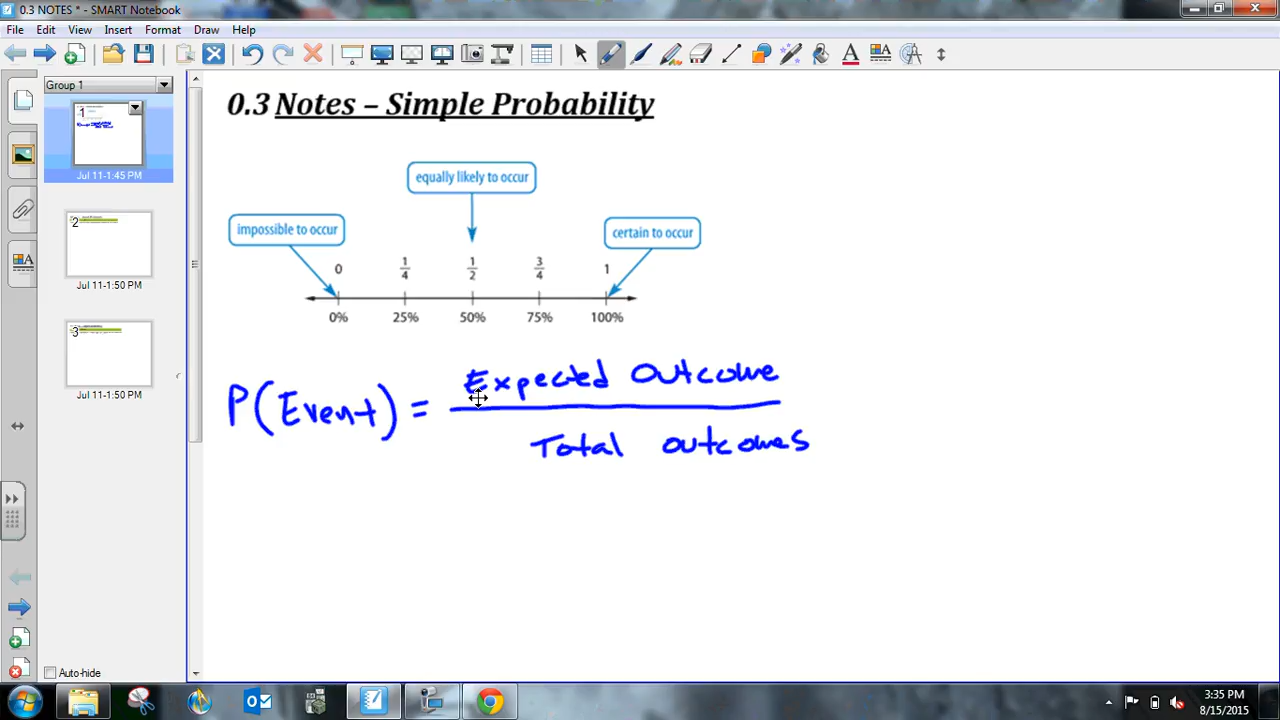 0.3 NOTES * - SMART Notebook
File Edit View Insert Format Draw Help
Group 1
1
Jul 11-1:45 PM
2
Jul 11-1:50 PM
3
Jul 11-1:50 PM
Auto-hide
0.3 Notes – Simple Probability
equally likely to occur
impossible to occur
certain to occur
0 1/4 1/2 3/4 1
0% 25% 50% 75% 100%
P(Event) = Expected Outcome
Total outcomes
3:35 PM
8/15/2015